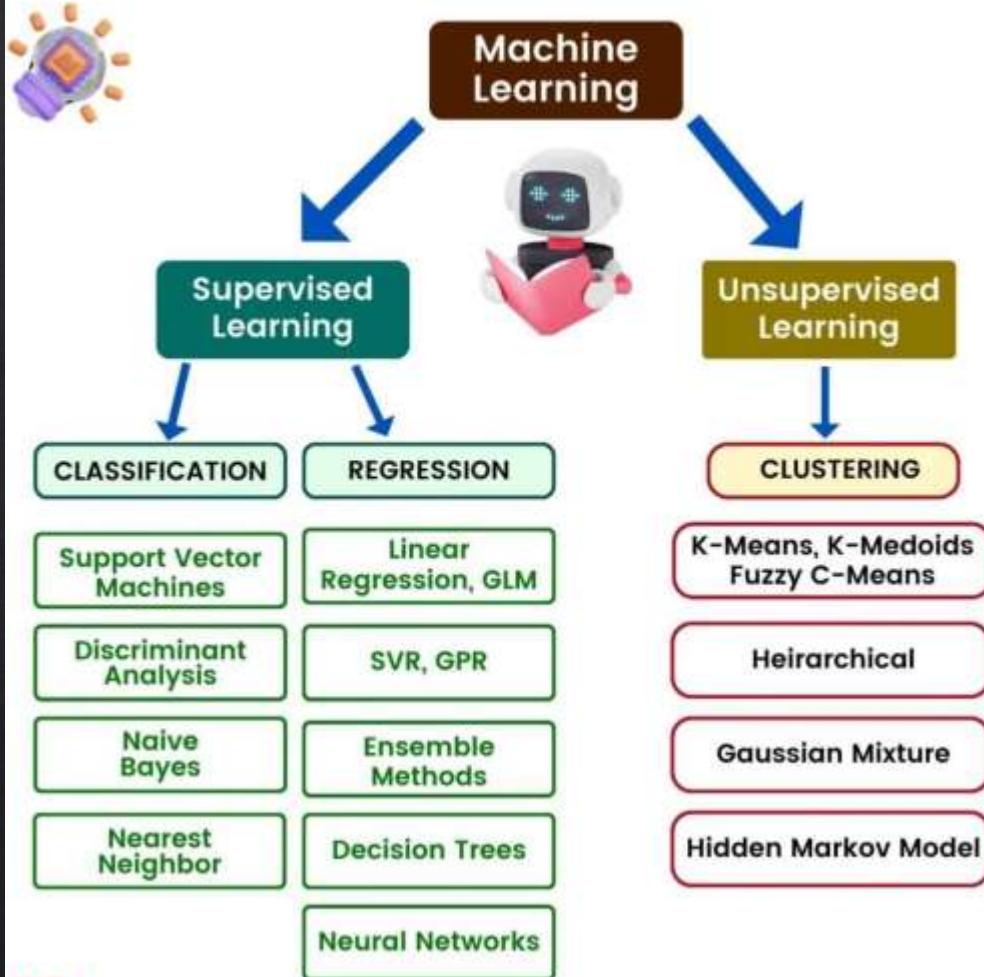 Machine
Learning
Supervised
Learning
Unsupervised
Learning
CLASSIFICATION
Support Vector
Machines
Discriminant
Analysis
Naive
Bayes
Nearest
Neighbor
REGRESSION
Linear
Regression, GLM
SVR, GPR
Ensemble
Methods
Decision Trees
Neural Networks
CLUSTERING
K-Means, K-Medoids
Fuzzy C-Means
Heirarchical
Gaussian Mixture
Hidden Markov Model